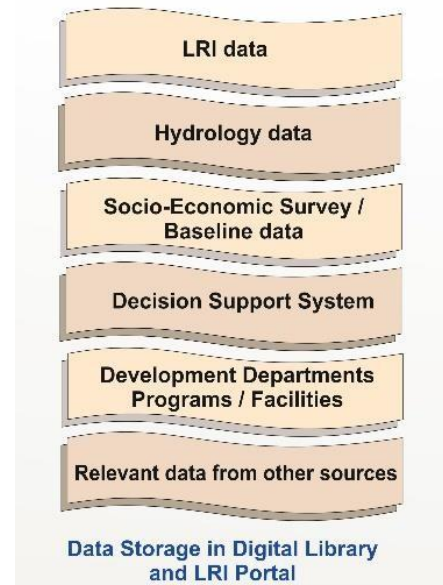 LRI data
Hydrology data
Socio-Economic Survey /
Baseline data
Decision Support System
Development Departments
Programs / Facilities
Relevant data from other sources
Data Storage in Digital Library
and LRI Portal